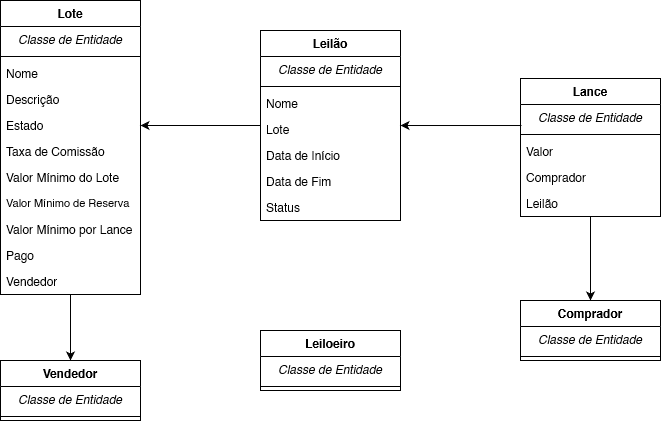 Lote
Classe de Entidade
Nome
Descrição
Estado
Taxa de Comissão
Valor Mínimo do Lote
Valor Mínimo de Reserva
Valor Mínimo por Lance
Pago
Vendedor
Leilão
Classe de Entidade
Nome
Lote
Data de Início
Data de Fim
Status
Lance
Classe de Entidade
Valor
Comprador
Leilão
Vendedor
Classe de Entidade
Leiloeiro
Classe de Entidade
Comprador
Classe de Entidade